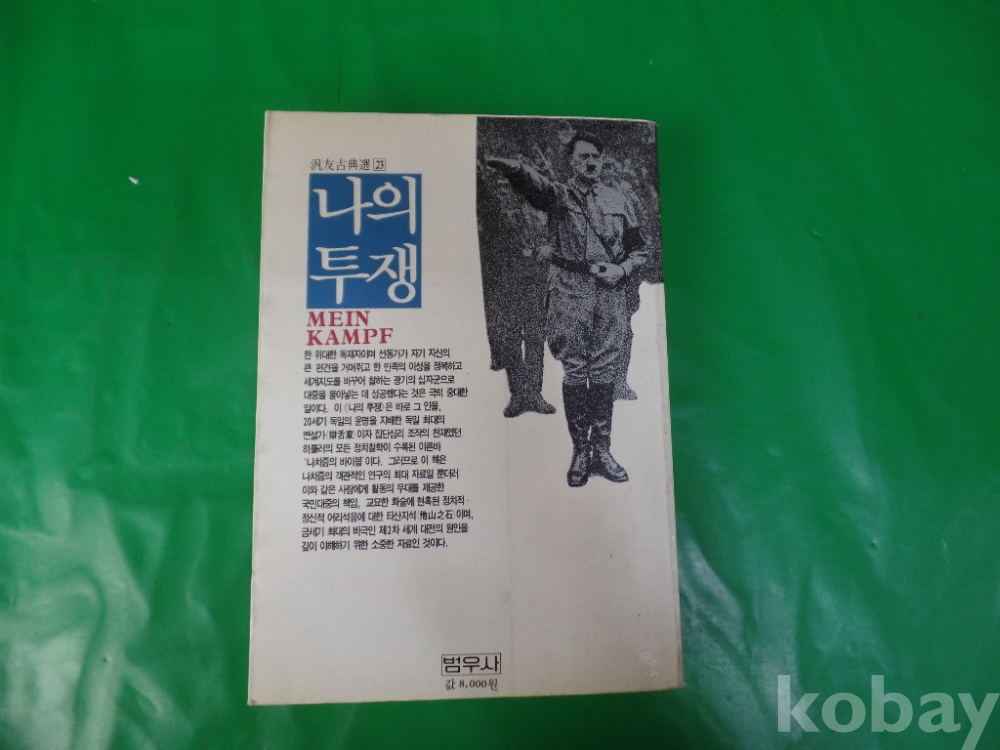 汎友古典選 23
나의
투쟁
MEIN
KAMPF
한 위대한 독재자이며 선동가가 자기 자신의
큰 편견을 거머쥐고 한 민족의 이성을 정복하고
세계지도를 바꾸어 칠하는 광기의 십자군으로
대중을 몰아넣는 데 성공했다는 것은 극히 중대한
일이다. 이 〈나의 투쟁〉은 바로 그 인물,
20세기 독일의 운명을 지배한 독일 최대의
변설가(辯舌家)이자 집단심리 조작의 천재였던
히틀러의 모든 정치철학이 수록된 이른바
'나치즘의 바이블'이다. 그러므로 이 책은
나치즘의 객관적인 연구의 최대 자료일 뿐더러
이와 같은 사람에게 활동의 무대를 제공한
국민대중의 책임, 교묘한 화술에 현혹된 정치적·
정신적 어리석음에 대한 타산지석(他山之石)이며,
금세기 최대의 비극인 제2차 세계 대전의 원인을
깊이 이해하기 위한 소중한 자료인 것이다.
범우사
값 8,000원
kobay